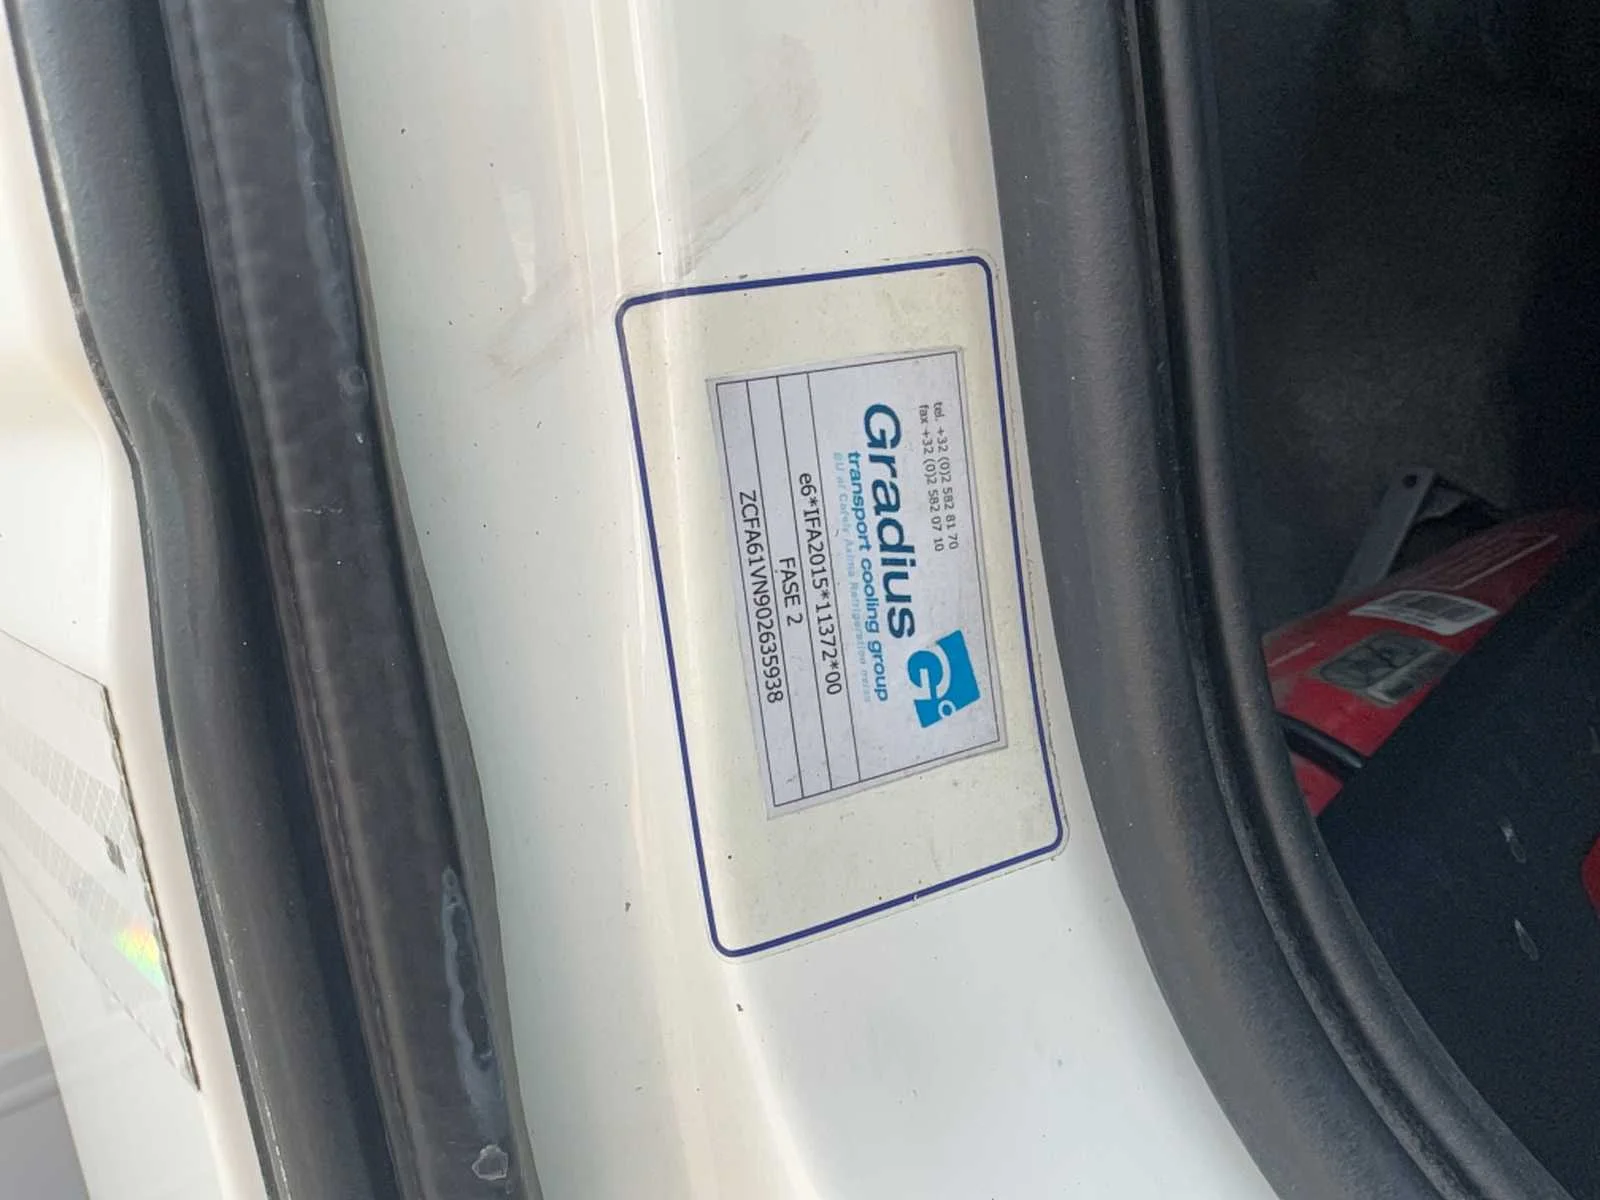 tel. +32 (0)2 582 81 70
fax +32 (0)2 582 07 10
Gradius
transport cooling group
e6*IFA2015*11372*00
FASE 2
ZCFA61VN902635938